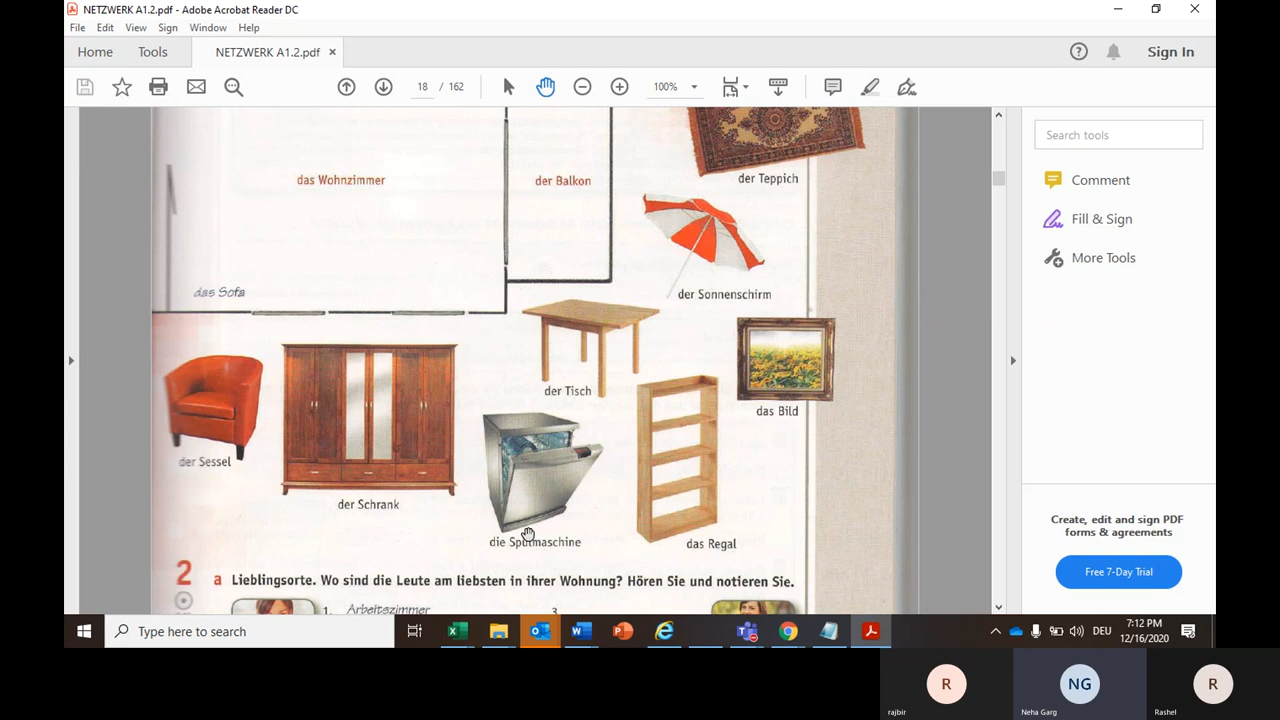 NETZWERK A1.2.pdf - Adobe Acrobat Reader DC
File Edit View Sign Window Help
Home Tools NETZWERK A1.2.pdf × Sign In
18 / 162 100%
das Wohnzimmer
der Balkon
der Teppich
der Sonnenschirm
das Sofa
der Tisch
das Bild
der Sessel
der Schrank
die Spülmaschine
das Regal
2 a Lieblingsorte. Wo sind die Leute am liebsten in ihrer Wohnung? Hören Sie und notieren Sie.
1. Arbeitszimmer 3
Search tools
Comment
Fill & Sign
More Tools
Create, edit and sign PDF
forms & agreements
Free 7-Day Trial
Type here to search
DEU
7:12 PM
12/16/2020
R NG R
rajbir Neha Garg Rashel